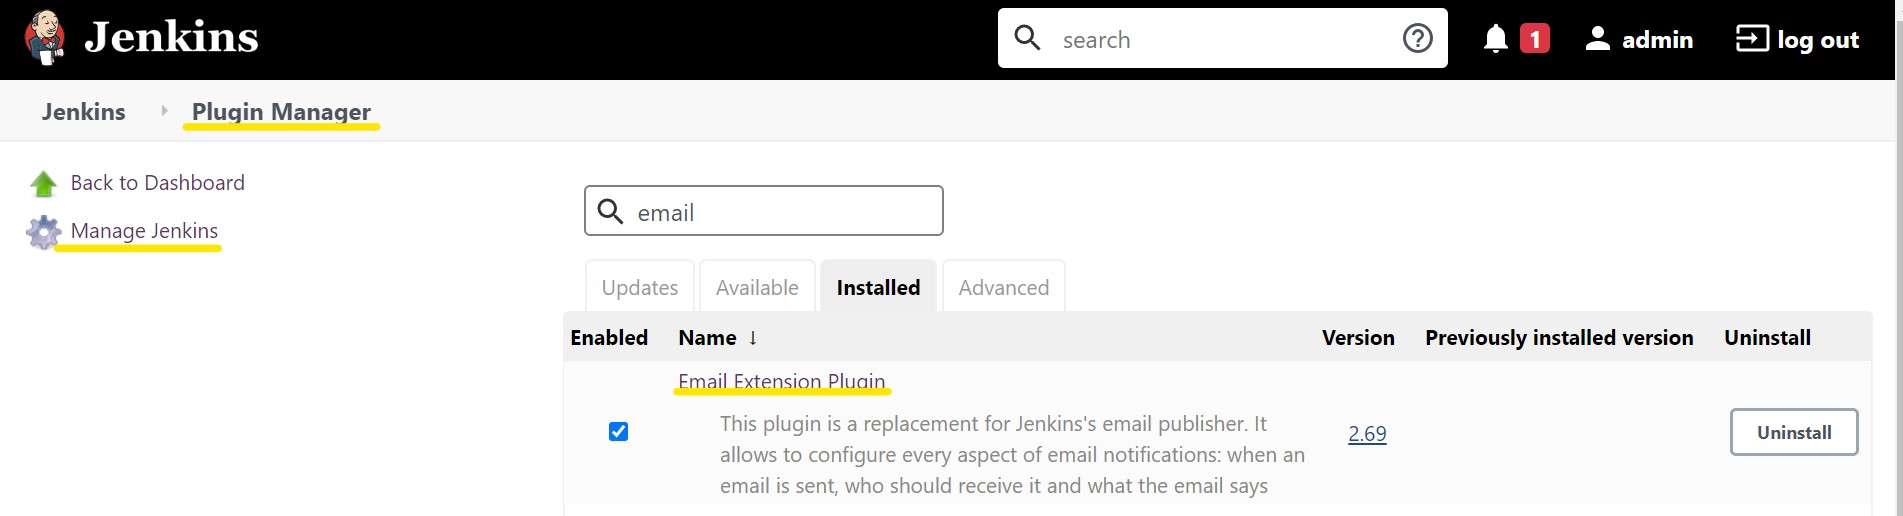 Jenkins
search
1
admin
log out
Jenkins
Plugin Manager
Back to Dashboard
Manage Jenkins
email
Updates
Available
Installed
Advanced
Enabled
Name ↓
Version
Previously installed version
Uninstall
Email Extension Plugin
This plugin is a replacement for Jenkins's email publisher. It
allows to configure every aspect of email notifications: when an
email is sent, who should receive it and what the email says
2.69
Uninstall